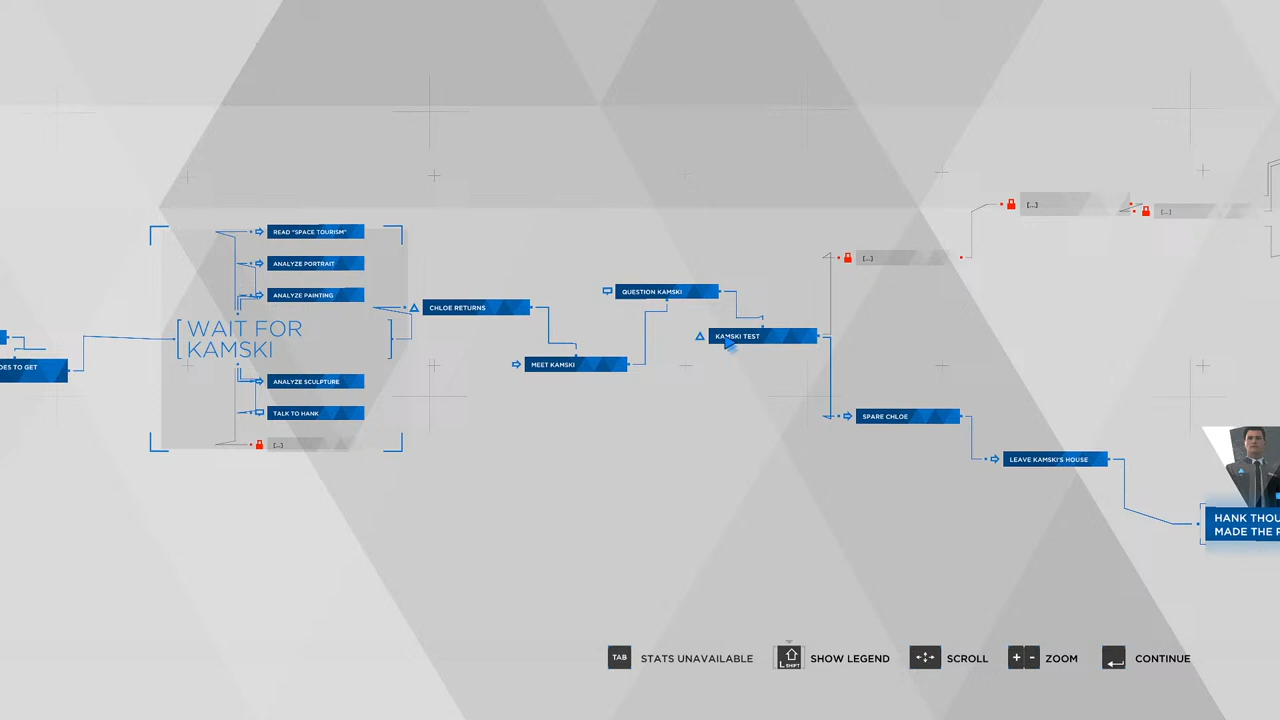 READ "SPACE TOURISM"
ANALYZE PORTRAIT
ANALYZE PAINTING
WAIT FOR
KAMSKI
ANALYZE SCULPTURE
TALK TO HANK
[...]
TO GET
CHLOE RETURNS
MEET KAMSKI
QUESTION KAMSKI
KAMSKI TEST
[...]
[...]
[...]
SPARE CHLOE
LEAVE KAMSKI'S HOUSE
HANK
MADE THE
TAB STATS UNAVAILABLE
L SHIFT SHOW LEGEND
SCROLL
+ - ZOOM
CONTINUE